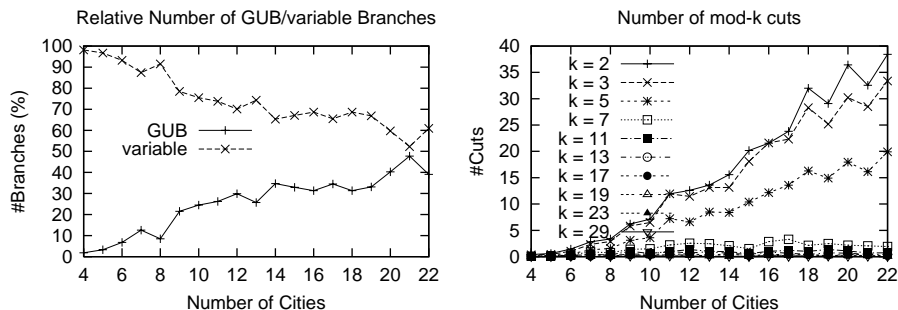 Relative Number of GUB/variable Branches
#Branches (%)
100
90
80
70
60
50
40
30
20
10
0
GUB
variable
4 6 8 10 12 14 16 18 20 22
Number of Cities
Number of mod-k cuts
#Cuts
40
35
30
25
20
15
10
5
0
k = 2
k = 3
k = 5
k = 7
k = 11
k = 13
k = 17
k = 19
k = 23
k = 29
4 6 8 10 12 14 16 18 20 22
Number of Cities